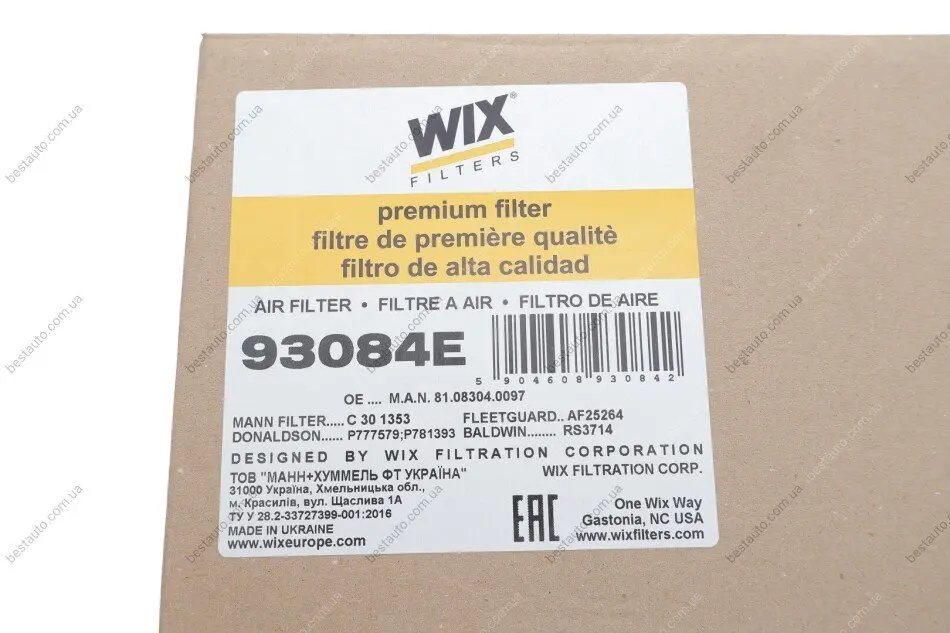 WIX®
FILTERS
premium filter
filtre de première qualitè
filtro de alta calidad
AIR FILTER • FILTRE A AIR • FILTRO DE AIRE
93084E
5 904608 930842
OE .... M.A.N. 81.08304.0097
MANN FILTER..... C 30 1353 FLEETGUARD.. AF25264
DONALDSON...... P777579;P781393 BALDWIN........ RS3714
DESIGNED BY WIX FILTRATION CORPORATION
ТОВ "МАНН+ХУММЕЛЬ ФТ УКРАЇНА" WIX FILTRATION CORP.
31000 Україна, Хмельницька обл.,
м. Красилів, вул. Щаслива 1А
ТУ У 28.2-33727399-001:2016
MADE IN UKRAINE
www.wixeurope.com
EAC
One Wix Way
Gastonia, NC USA
www.wixfilters.com
bestauto.com.ua